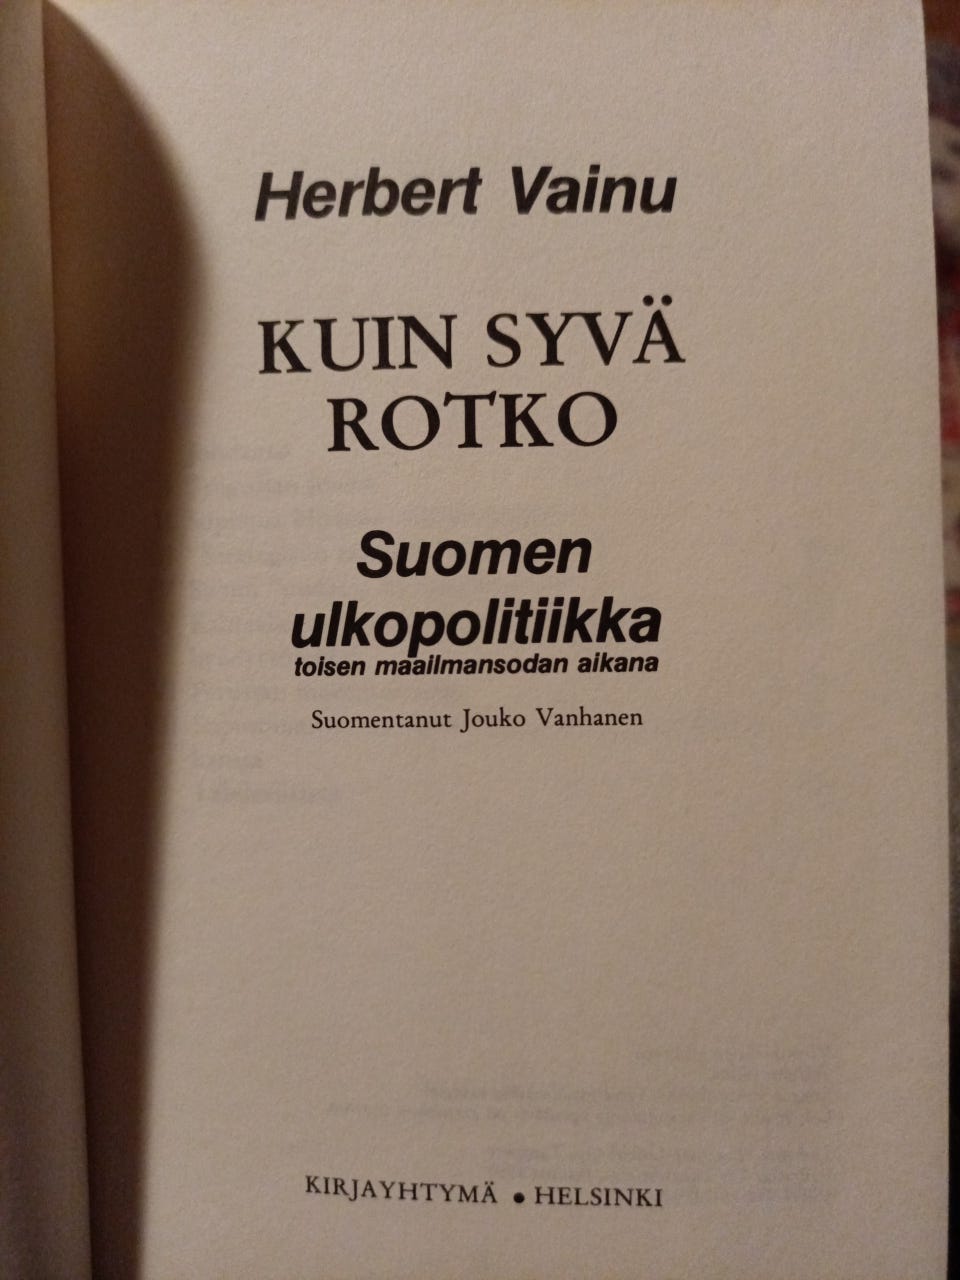 Herbert Vainu
KUIN SYVÄ
ROTKO
Suomen
ulkopolitiikka
toisen maailmansodan aikana
Suomentanut Jouko Vanhanen
KIRJAYHTYMÄ • HELSINKI